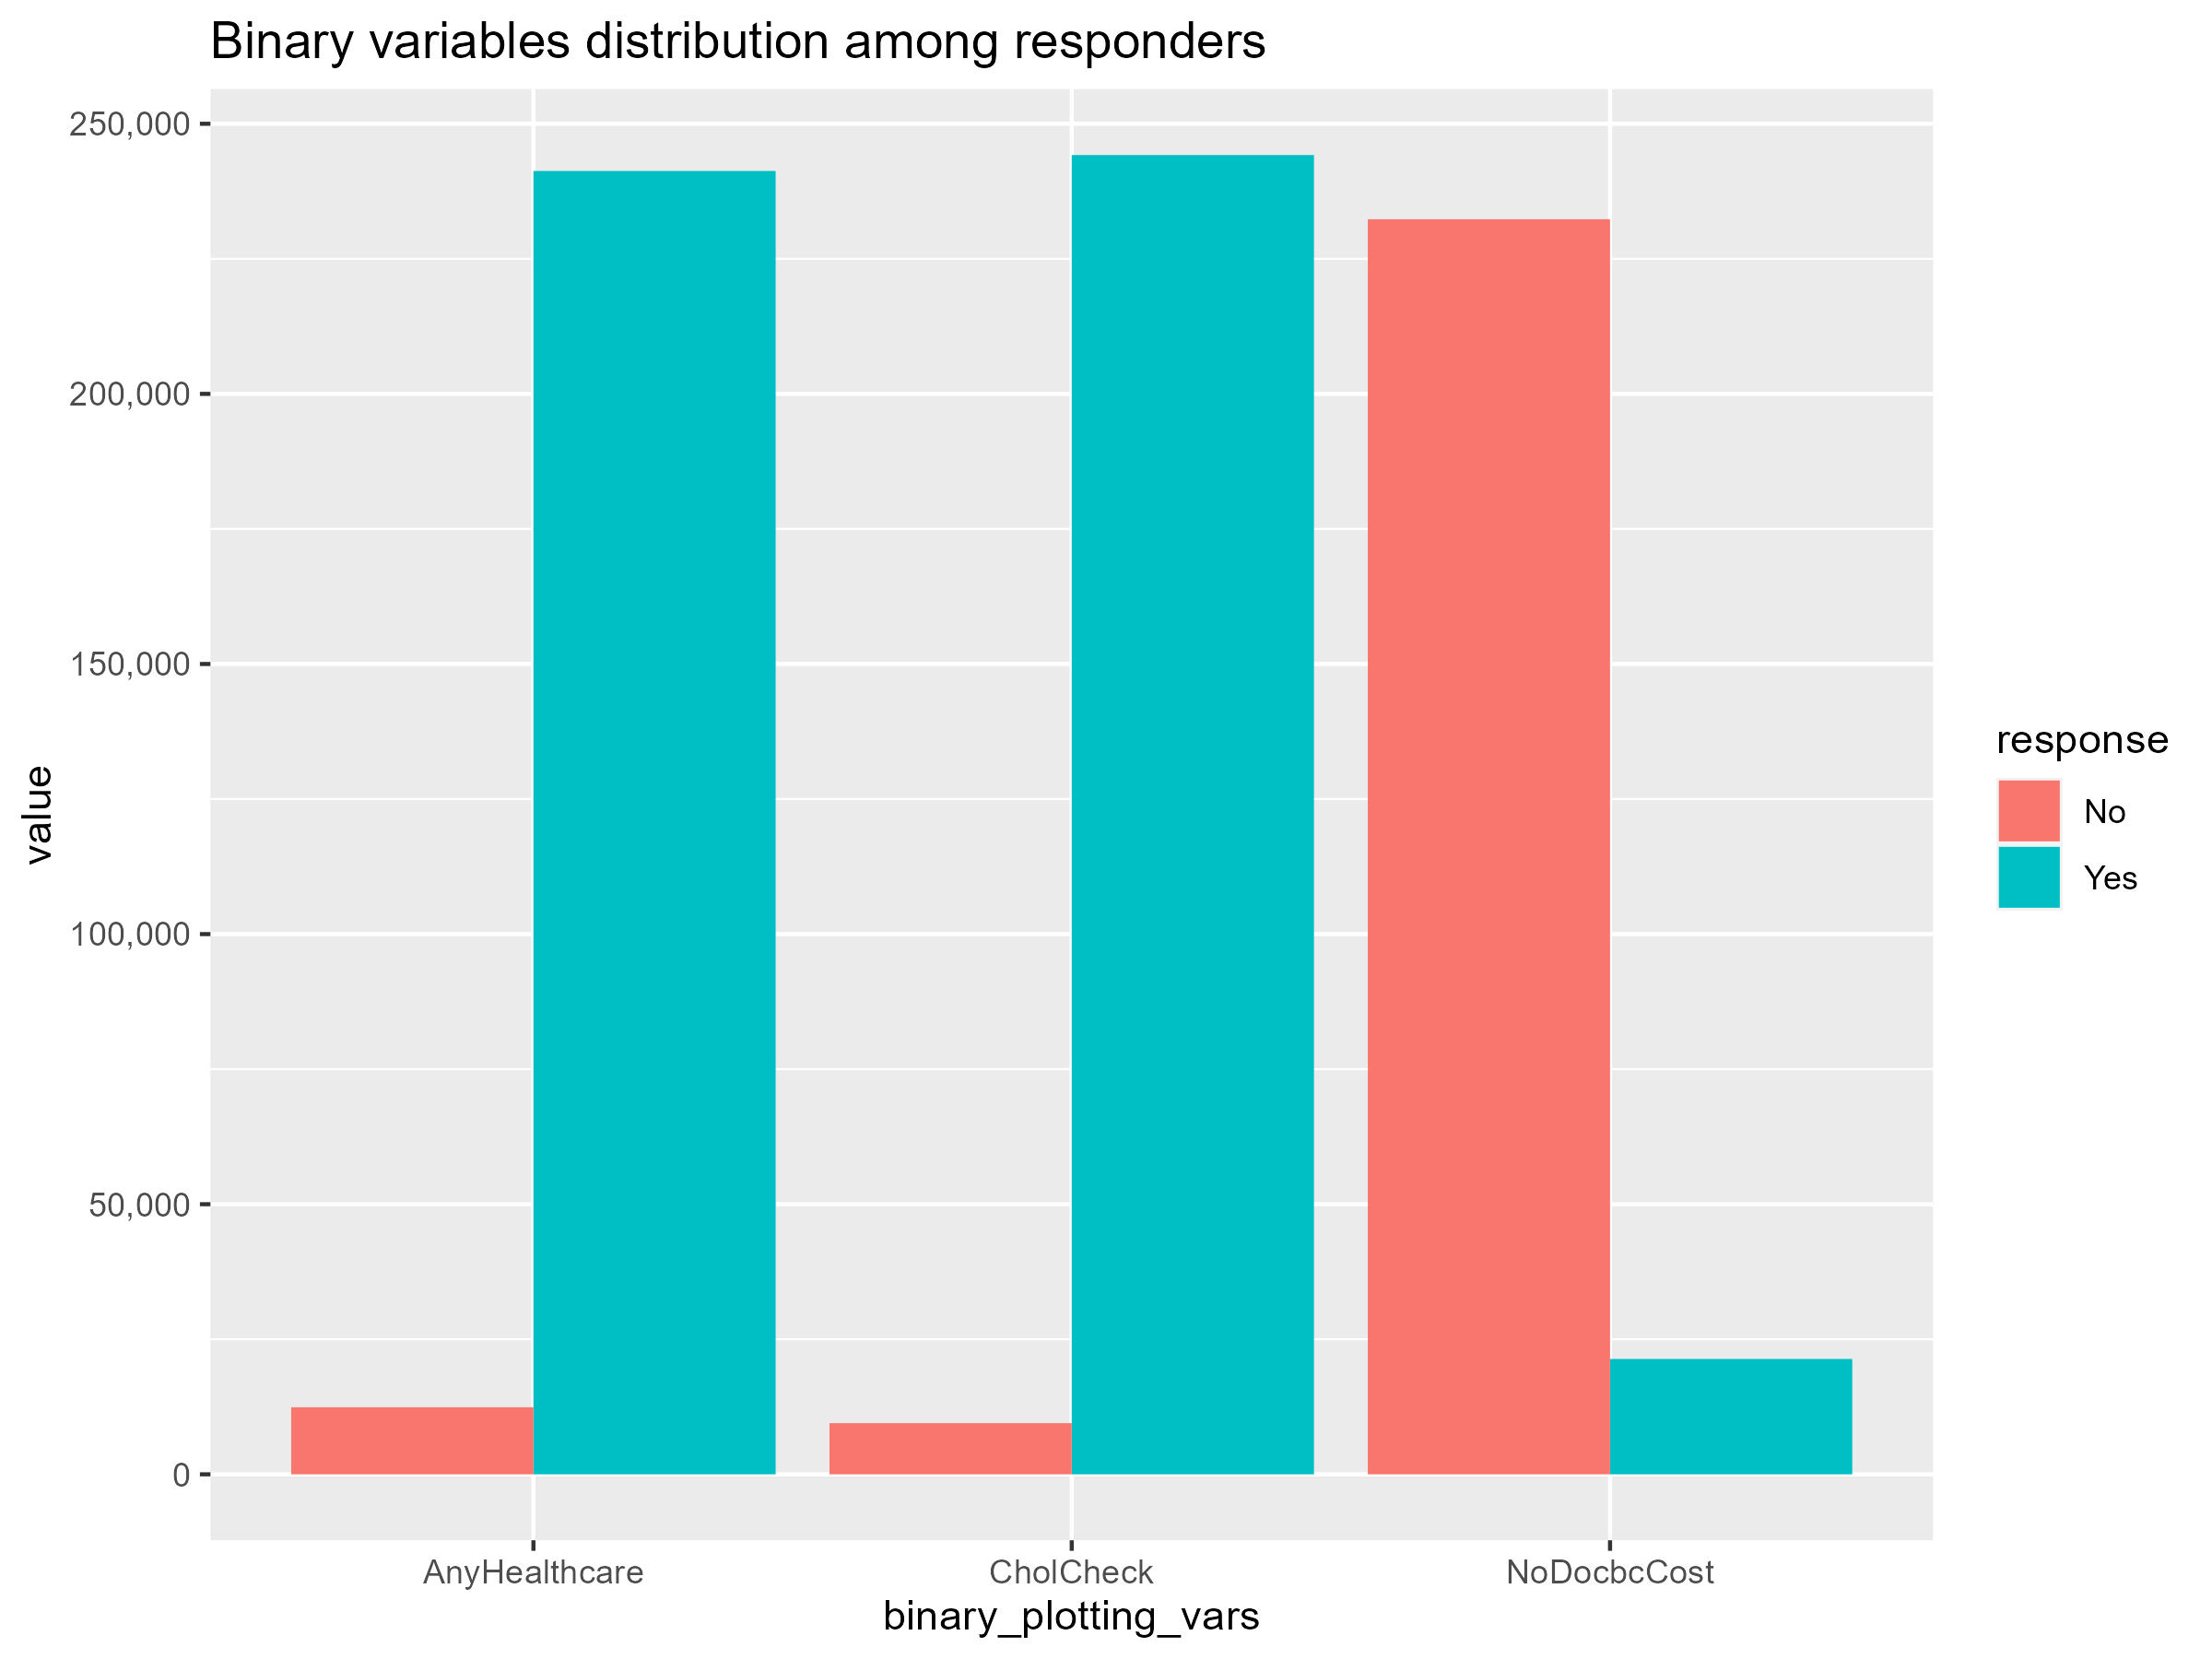 Binary variables distribution among responders
250,000
200,000
150,000
100,000
50,000
0
value
AnyHealthcare
CholCheck
NoDocbcCost
binary_plotting_vars
response
No
Yes